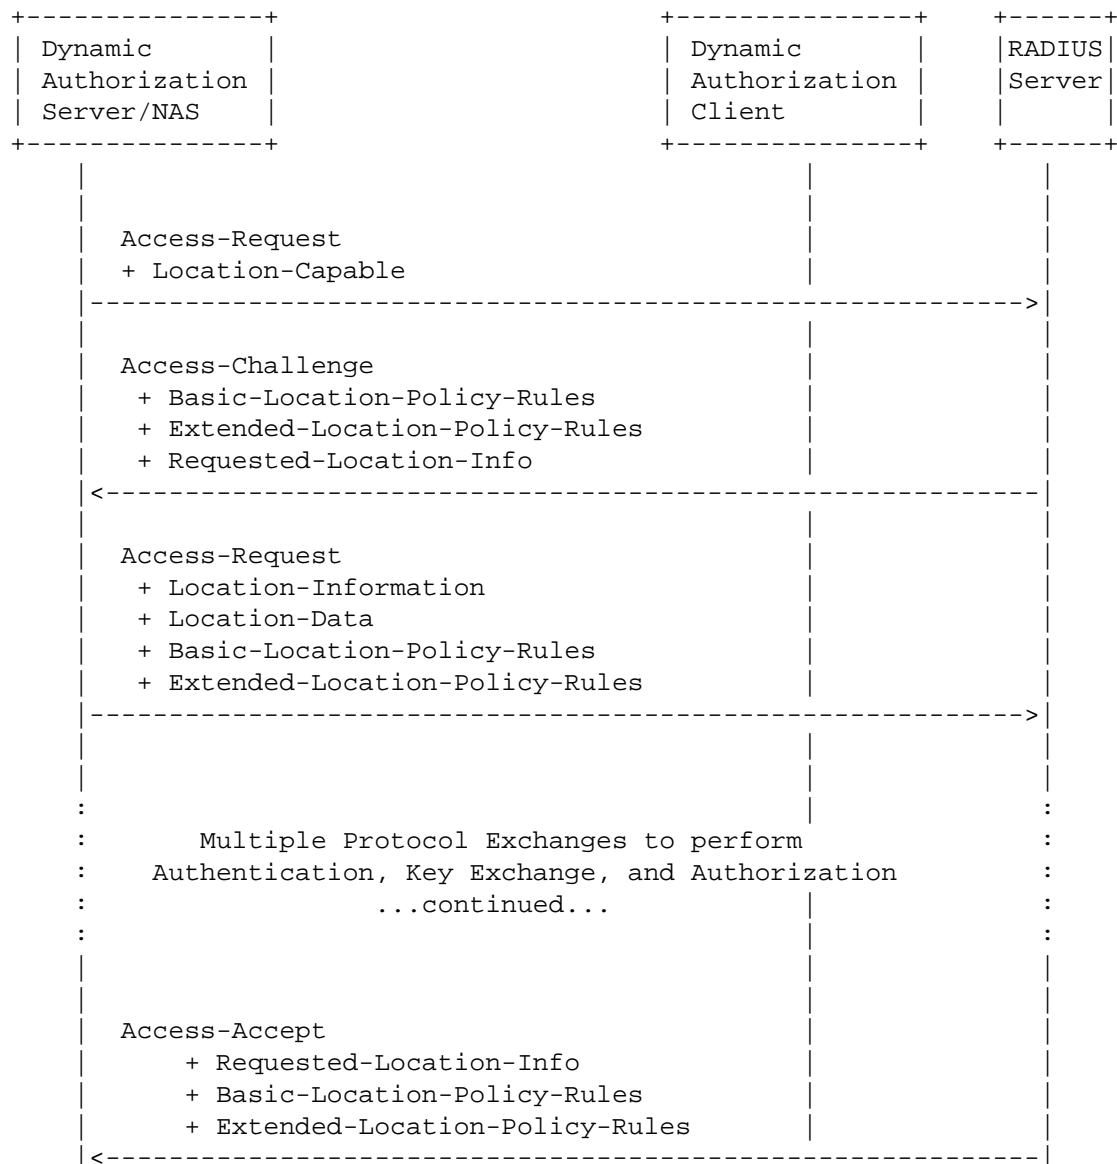 Dynamic Dynamic RADIUS
Authorization Authorization Server
Server/NAS Client
Access-Request
+ Location-Capable
Access-Challenge
+ Basic-Location-Policy-Rules
+ Extended-Location-Policy-Rules
+ Requested-Location-Info
Access-Request
+ Location-Information
+ Location-Data
+ Basic-Location-Policy-Rules
+ Extended-Location-Policy-Rules
Multiple Protocol Exchanges to perform
Authentication, Key Exchange, and Authorization
...continued...
Access-Accept
+ Requested-Location-Info
+ Basic-Location-Policy-Rules
+ Extended-Location-Policy-Rules